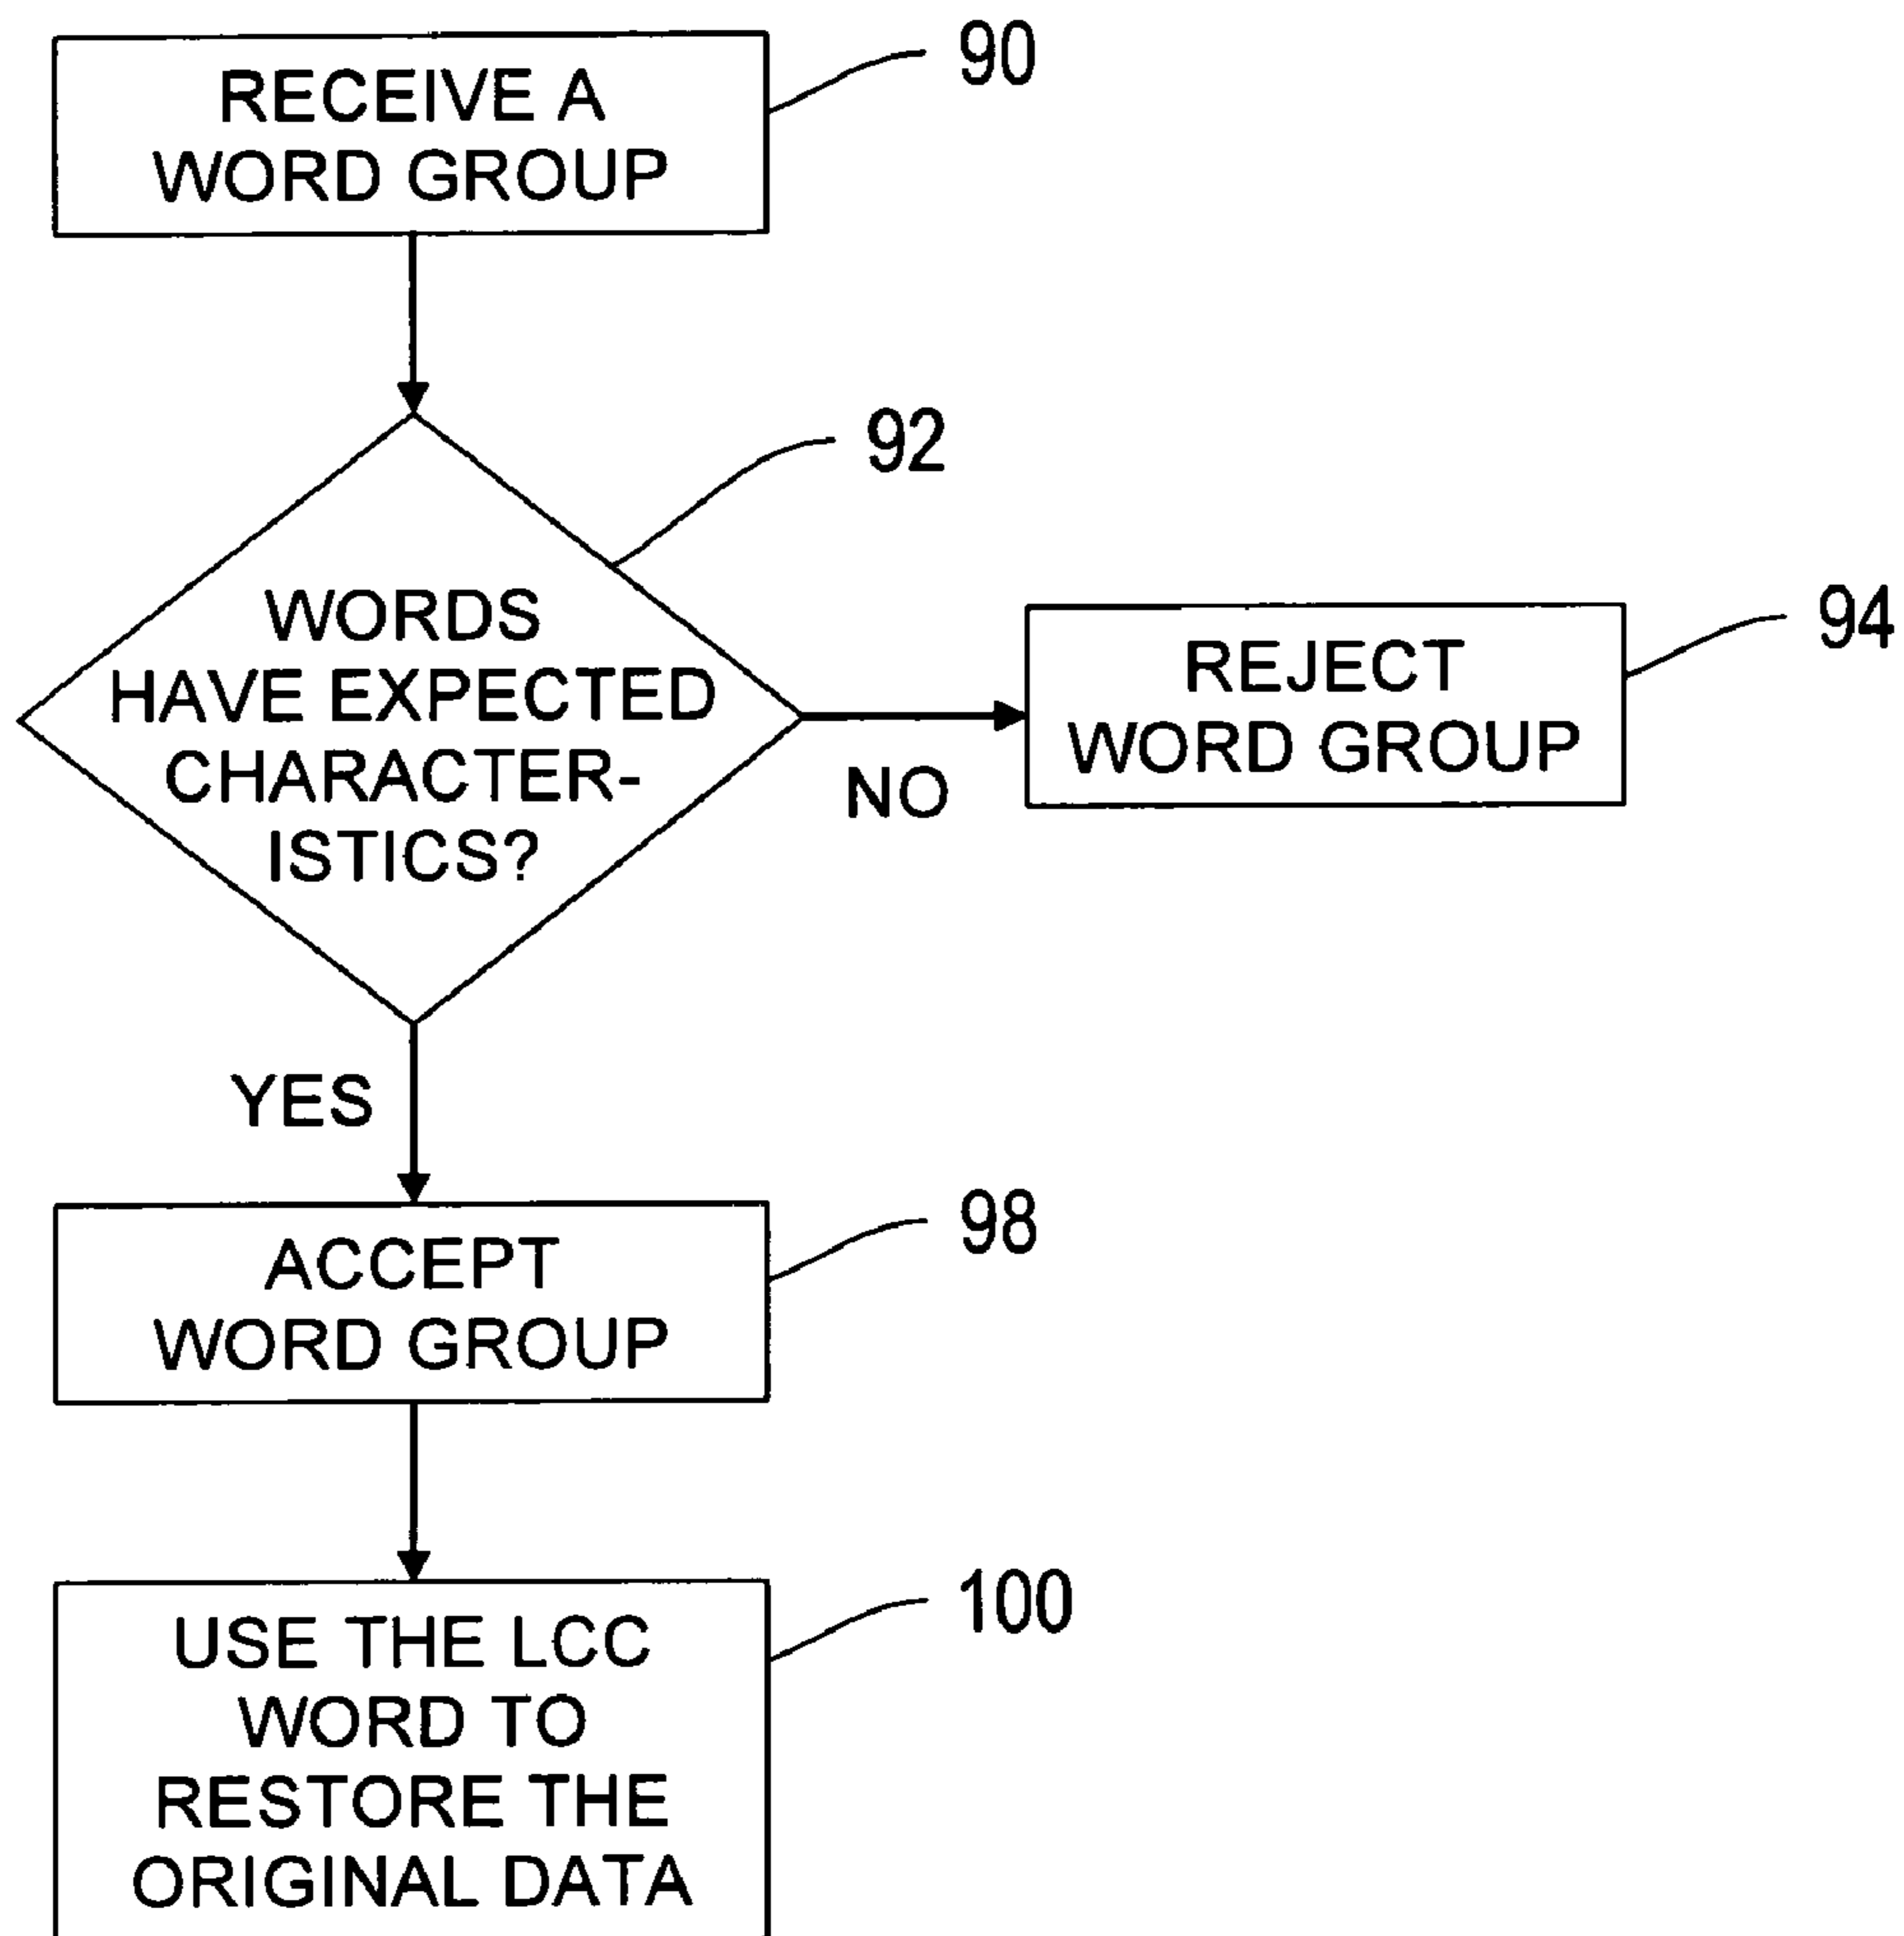 RECEIVE A
WORD GROUP
90
92
WORDS
HAVE EXPECTED
CHARACTER-
ISTICS?
NO
REJECT
WORD GROUP
94
YES
ACCEPT
WORD GROUP
98
USE THE LCC
WORD TO
RESTORE THE
ORIGINAL DATA
100